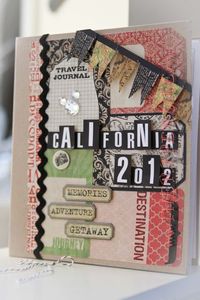 TRAVEL
JOURNAL
CALIFORNIA
2012
MEMORIES
ADVENTURE
GETAWAY
JOURNEY
DESTINATION